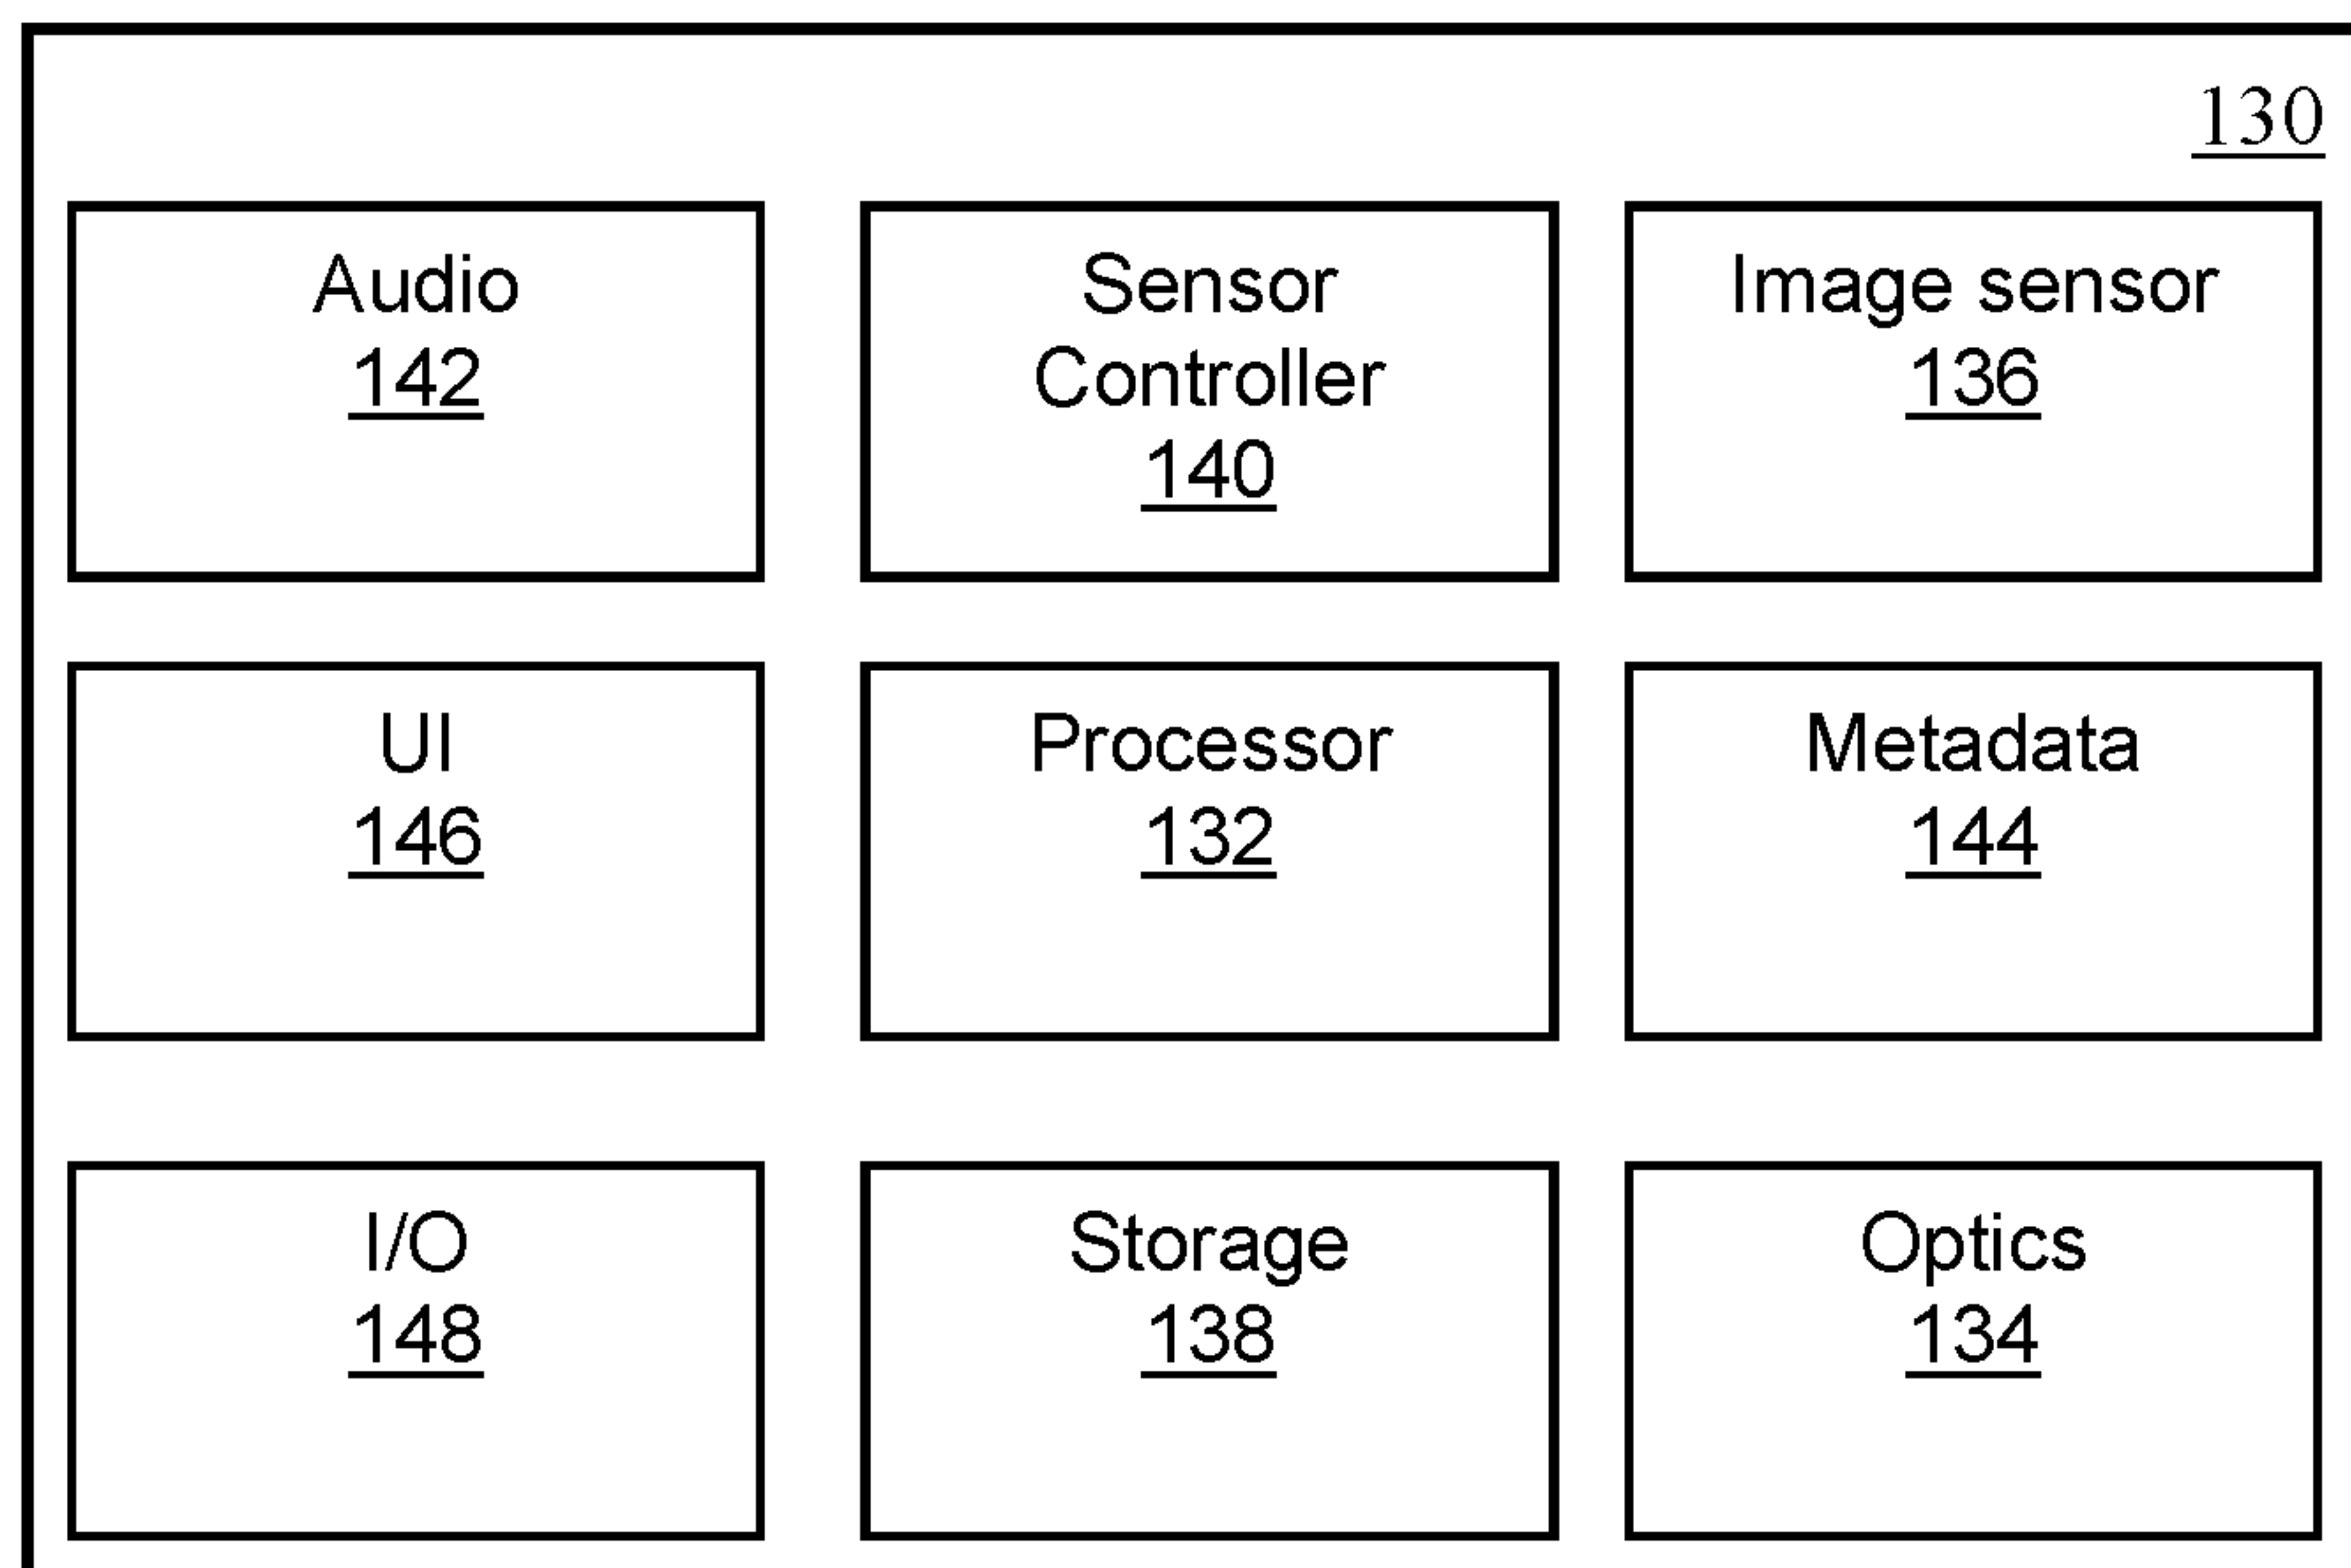 130
Audio
142
Sensor
Controller
140
Image sensor
136
UI
146
Processor
132
Metadata
144
I/O
148
Storage
138
Optics
134